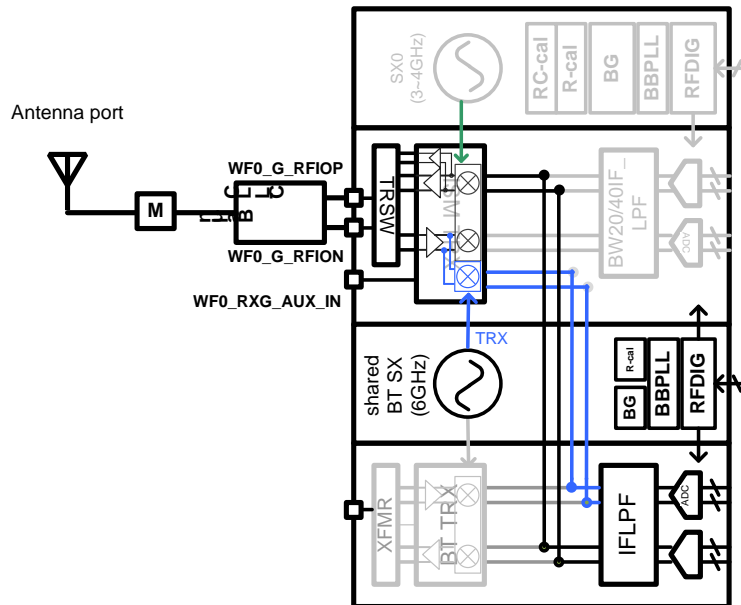 SX0
(3~4GHz)
RC-cal
R-cal
BG
BBPLL
RFDIG
Antenna port
WF0_G_RFIOP
M
TRSW
BW20/40IF_
LPF
ADC
WF0_G_RFION
WF0_RXG_AUX_IN
TRX
shared
BT SX
(6GHz)
R-cal
BG
BBPLL
RFDIG
XFMR
BT TRX
IFLPF
ADC